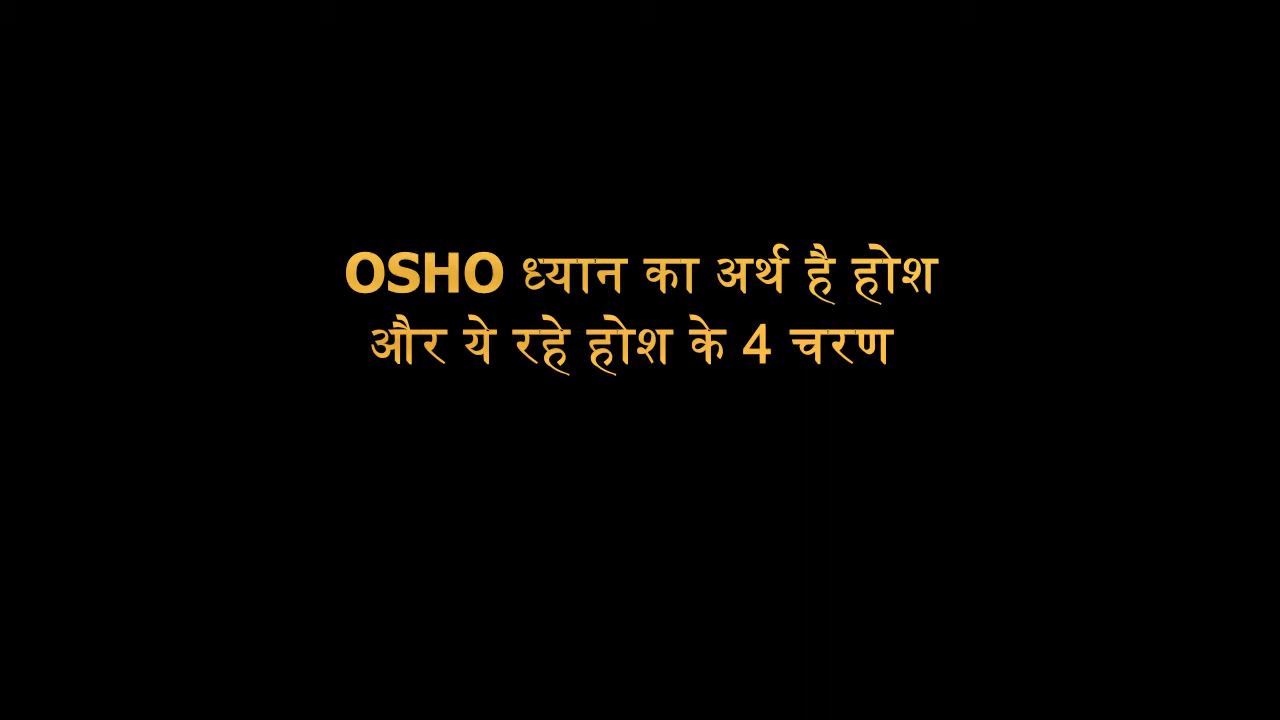 OSHO ध्यान का अर्थ है होश
और ये रहे होश के 4 चरण